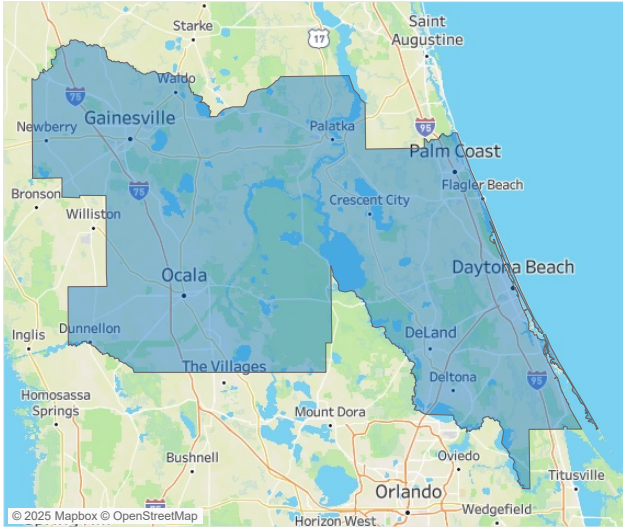 Saint
Augustine
Starke
17
Waldo
75
Newberry
Gainesville
Palatka
95
Palm Coast
Flagler Beach
75
Bronson
Crescent City
Williston
Ocala
Daytona Beach
Inglis
Dunnellon
DeLand
The Villages
Deltona
95
Homosassa
Springs
Mount Dora
Bushnell
Oviedo
Titusville
Orlando
Wedgefield
Horizon West
© 2025 Mapbox © OpenStreetMap